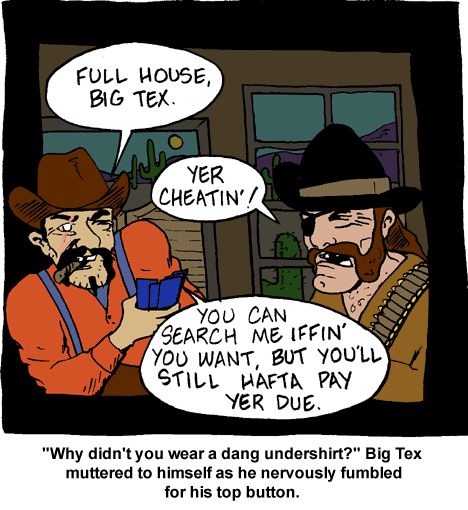 FULL HOUSE,
BIG TEX.
YER
CHEATIN'!
YOU CAN
SEARCH ME IFFIN'
YOU WANT, BUT YOU'LL
STILL HAFTA PAY
YER DUE.
"Why didn't you wear a dang undershirt?" Big Tex
muttered to himself as he nervously fumbled
for his top button.